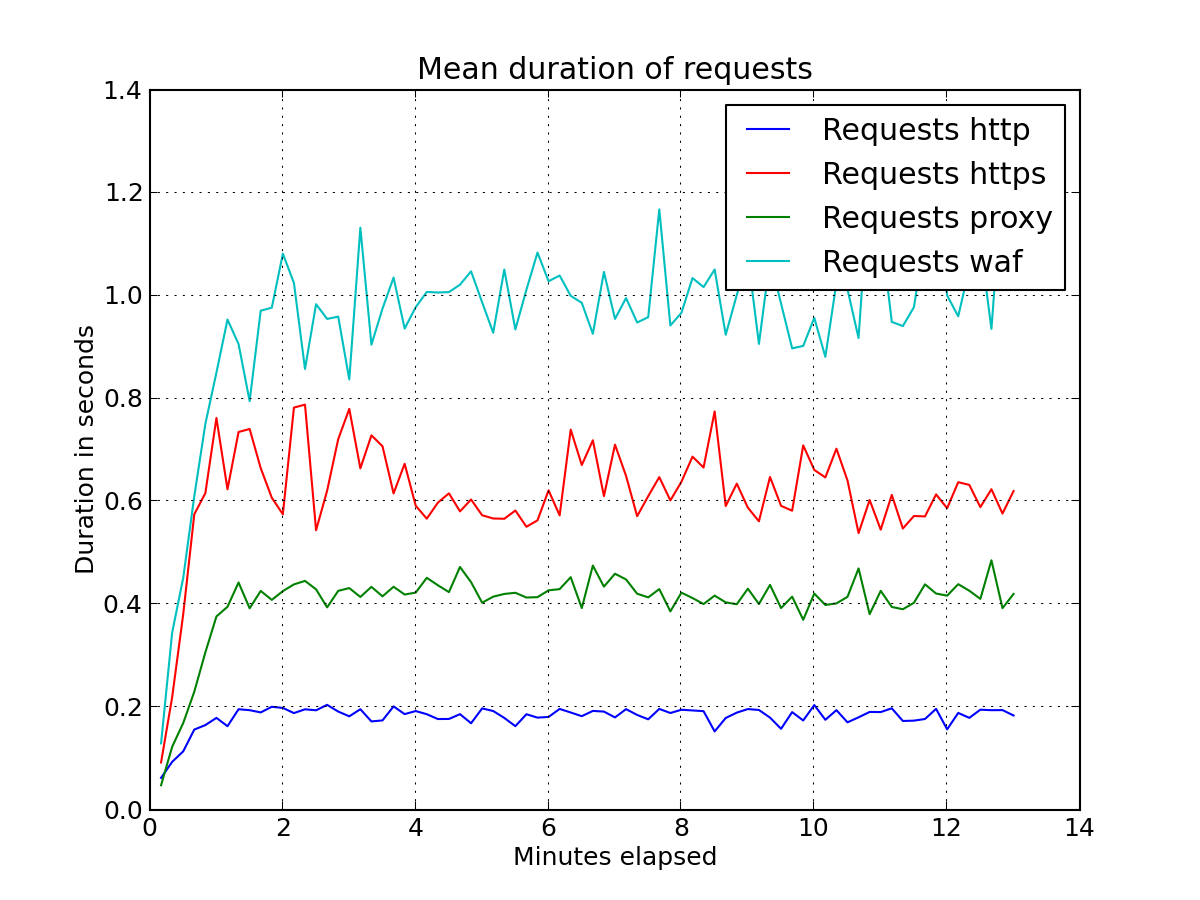 Mean duration of requests
1.4
1.2
1.0
0.8
0.6
0.4
0.2
0.0
Duration in seconds
Requests http
Requests https
Requests proxy
Requests waf
0 2 4 6 8 10 12 14
Minutes elapsed